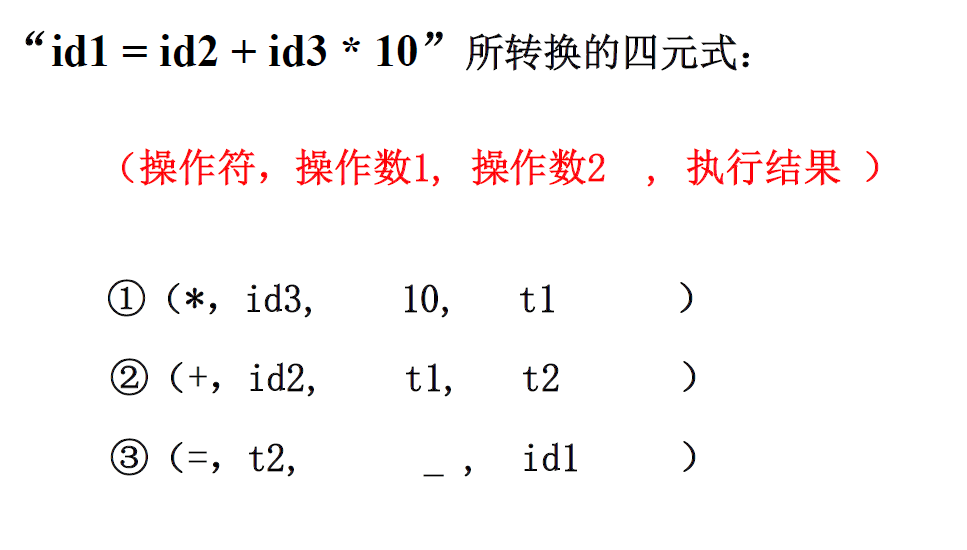 “id1 = id2 + id3 * 10”所转换的四元式：
（操作符，操作数1, 操作数2 , 执行结果 ）
①（*，id3, 10, t1 ）
②（+，id2, t1, t2 ）
③（=，t2, _ , id1 ）